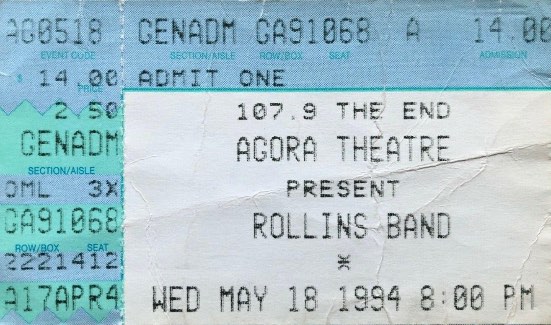 AG0518 GENADM GA91068 A 14.00
EVENT CODE SECTION/AISLE ROW/BOX SEAT ADMISSION
$ 14.00 ADMIT ONE
PRICE
2.50 107.9 THE END
GENADM AGORA THEATRE
SECTION/AISLE
OML 3X PRESENT
GA91068 ROLLINS BAND
ROW/BOX SEAT
2221412 *
A17APR4 WED MAY 18 1994 8:00 PM